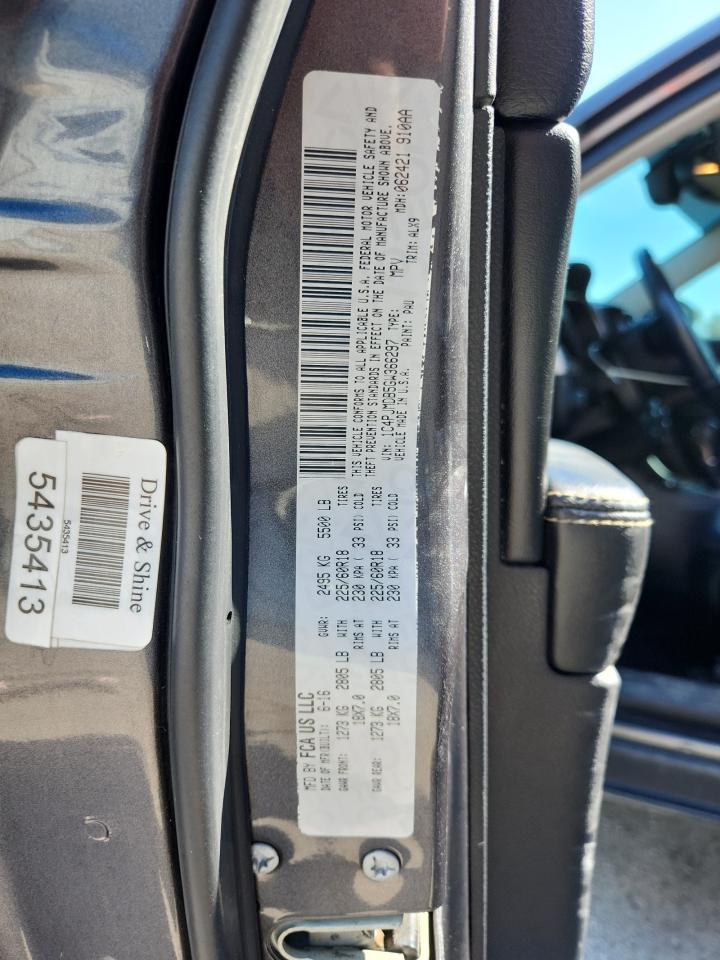 MFD BY FCA US LLC
DATE OF MFR(BUILT): 6-16 GVWR: 2495 KG 5500 LB
GAWR FRONT: 1273 KG 2805 LB WITH 225/60R18 TIRES
18X7.0 RIMS AT 230 KPA ( 33 PSI) COLD
GAWR REAR: 1273 KG 2805 LB WITH 225/60R18 TIRES
18X7.0 RIMS AT 230 KPA ( 33 PSI) COLD
THIS VEHICLE CONFORMS TO ALL APPLICABLE U.S.A. FEDERAL MOTOR VEHICLE SAFETY AND
THEFT PREVENTION STANDARDS IN EFFECT ON THE DATE OF MANUFACTURE SHOWN ABOVE.
VIN: 1C4PJMDB5GW366297 TYPE: MPV MDH:062421 910AA
VEHICLE MADE IN U.S.A. PAINT: PAU TRIM: ALX9
Drive & Shine
5435413
5435413